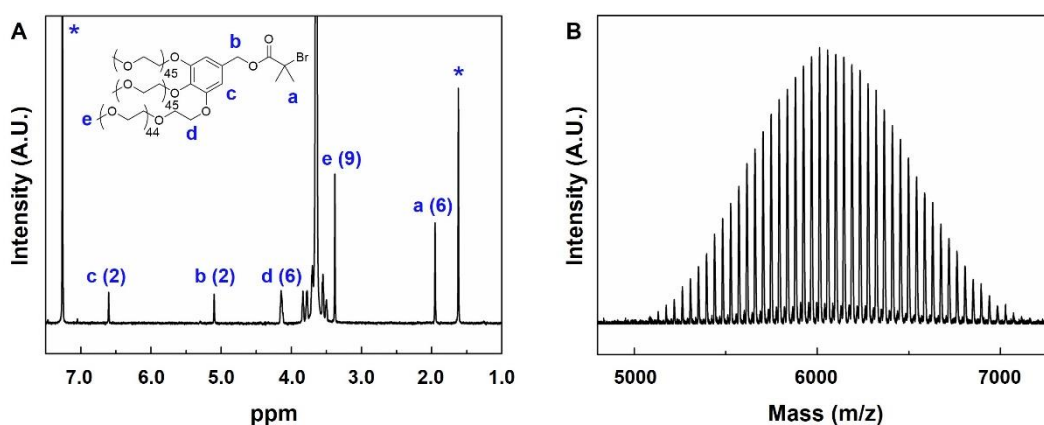 A
*
b
O
Br
O
O
O
45
O
O
45
c
a
O
O
O
44
e
d
*
e (9)
a (6)
c (2)
b (2)
d (6)
Intensity (A.U.)
7.0 6.0 5.0 4.0 3.0 2.0 1.0
ppm
B
Intensity (A.U.)
5000 6000 7000
Mass (m/z)